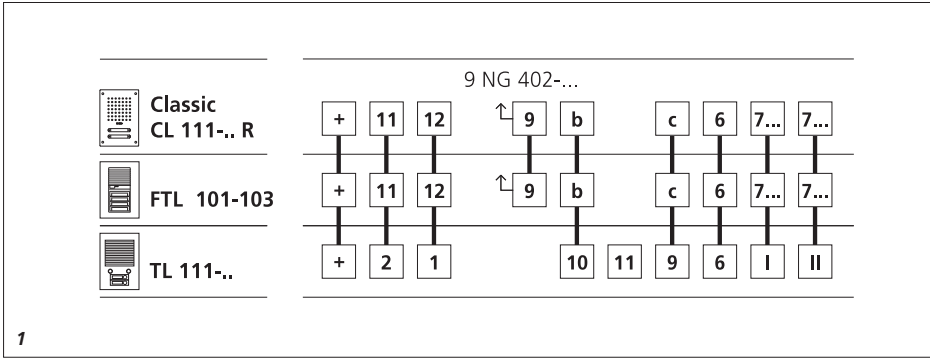 9 NG 402-...
Classic
CL 111-.. R
+ 11 12 9 b c 6 7... 7...
FTL 101-103
+ 11 12 9 b c 6 7... 7...
TL 111-..
+ 2 1 10 11 9 6 I II
1